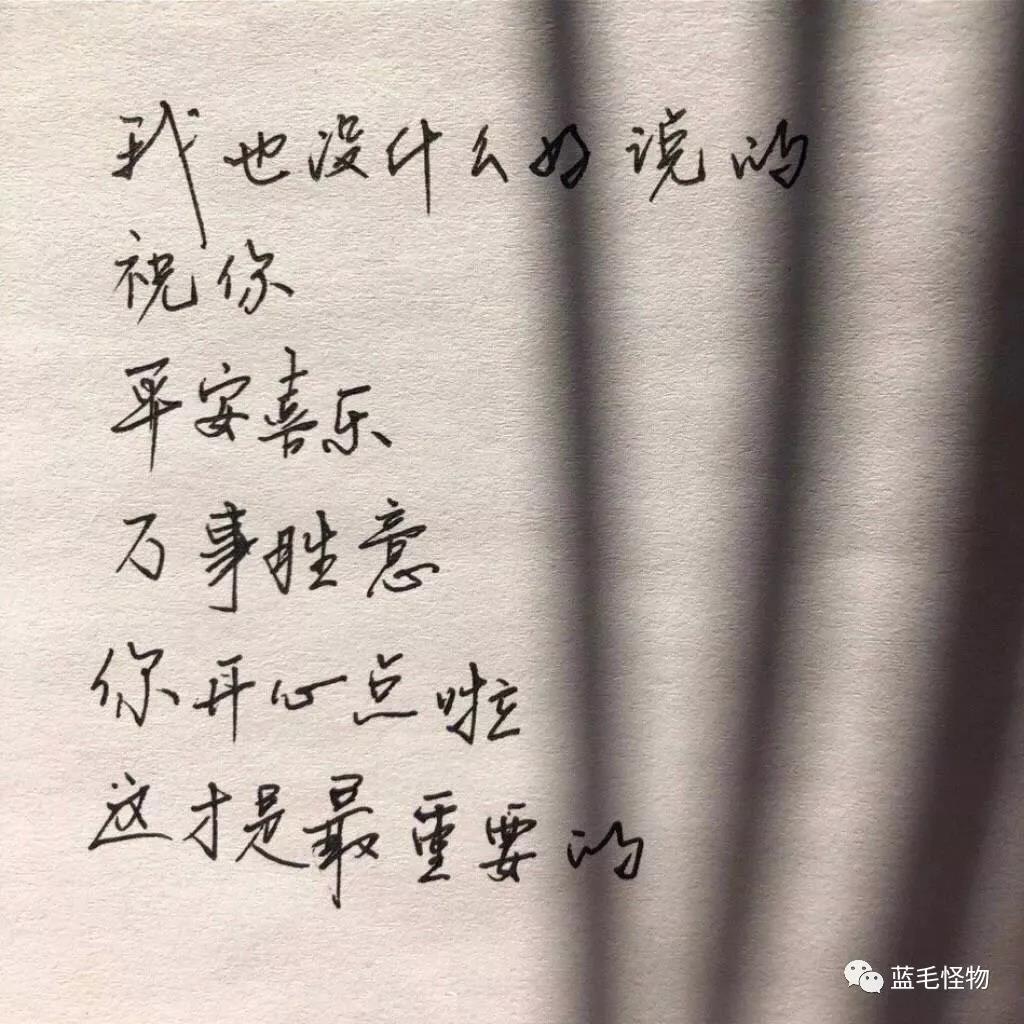 我也没什么好说的
祝你
平安喜乐
万事胜意
你开心点啦
这才是最重要的
蓝毛怪物